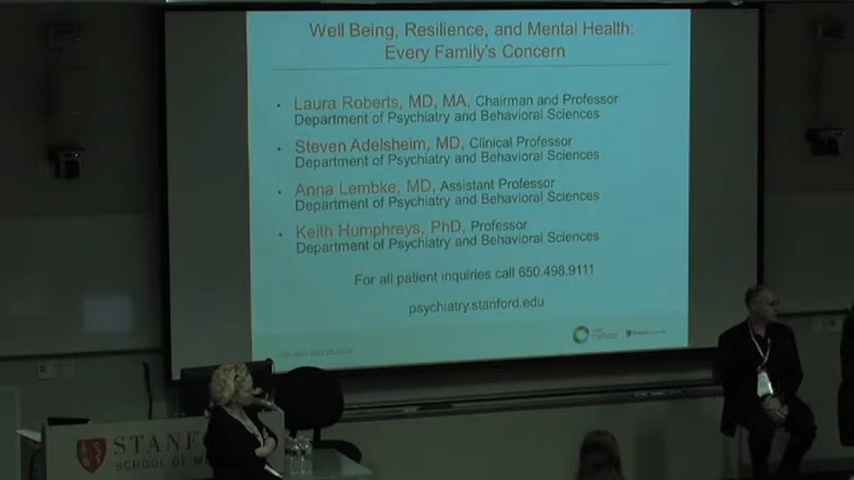 Well Being, Resilience, and Mental Health:
Every Family's Concern
• Laura Roberts, MD, MA, Chairman and Professor
Department of Psychiatry and Behavioral Sciences
• Steven Adelsheim, MD, Clinical Professor
Department of Psychiatry and Behavioral Sciences
• Anna Lembke, MD, Assistant Professor
Department of Psychiatry and Behavioral Sciences
• Keith Humphreys, PhD, Professor
Department of Psychiatry and Behavioral Sciences
For all patient inquiries call 650.498.9111
psychiatry.stanford.edu
STANF
SCHOOL OF M